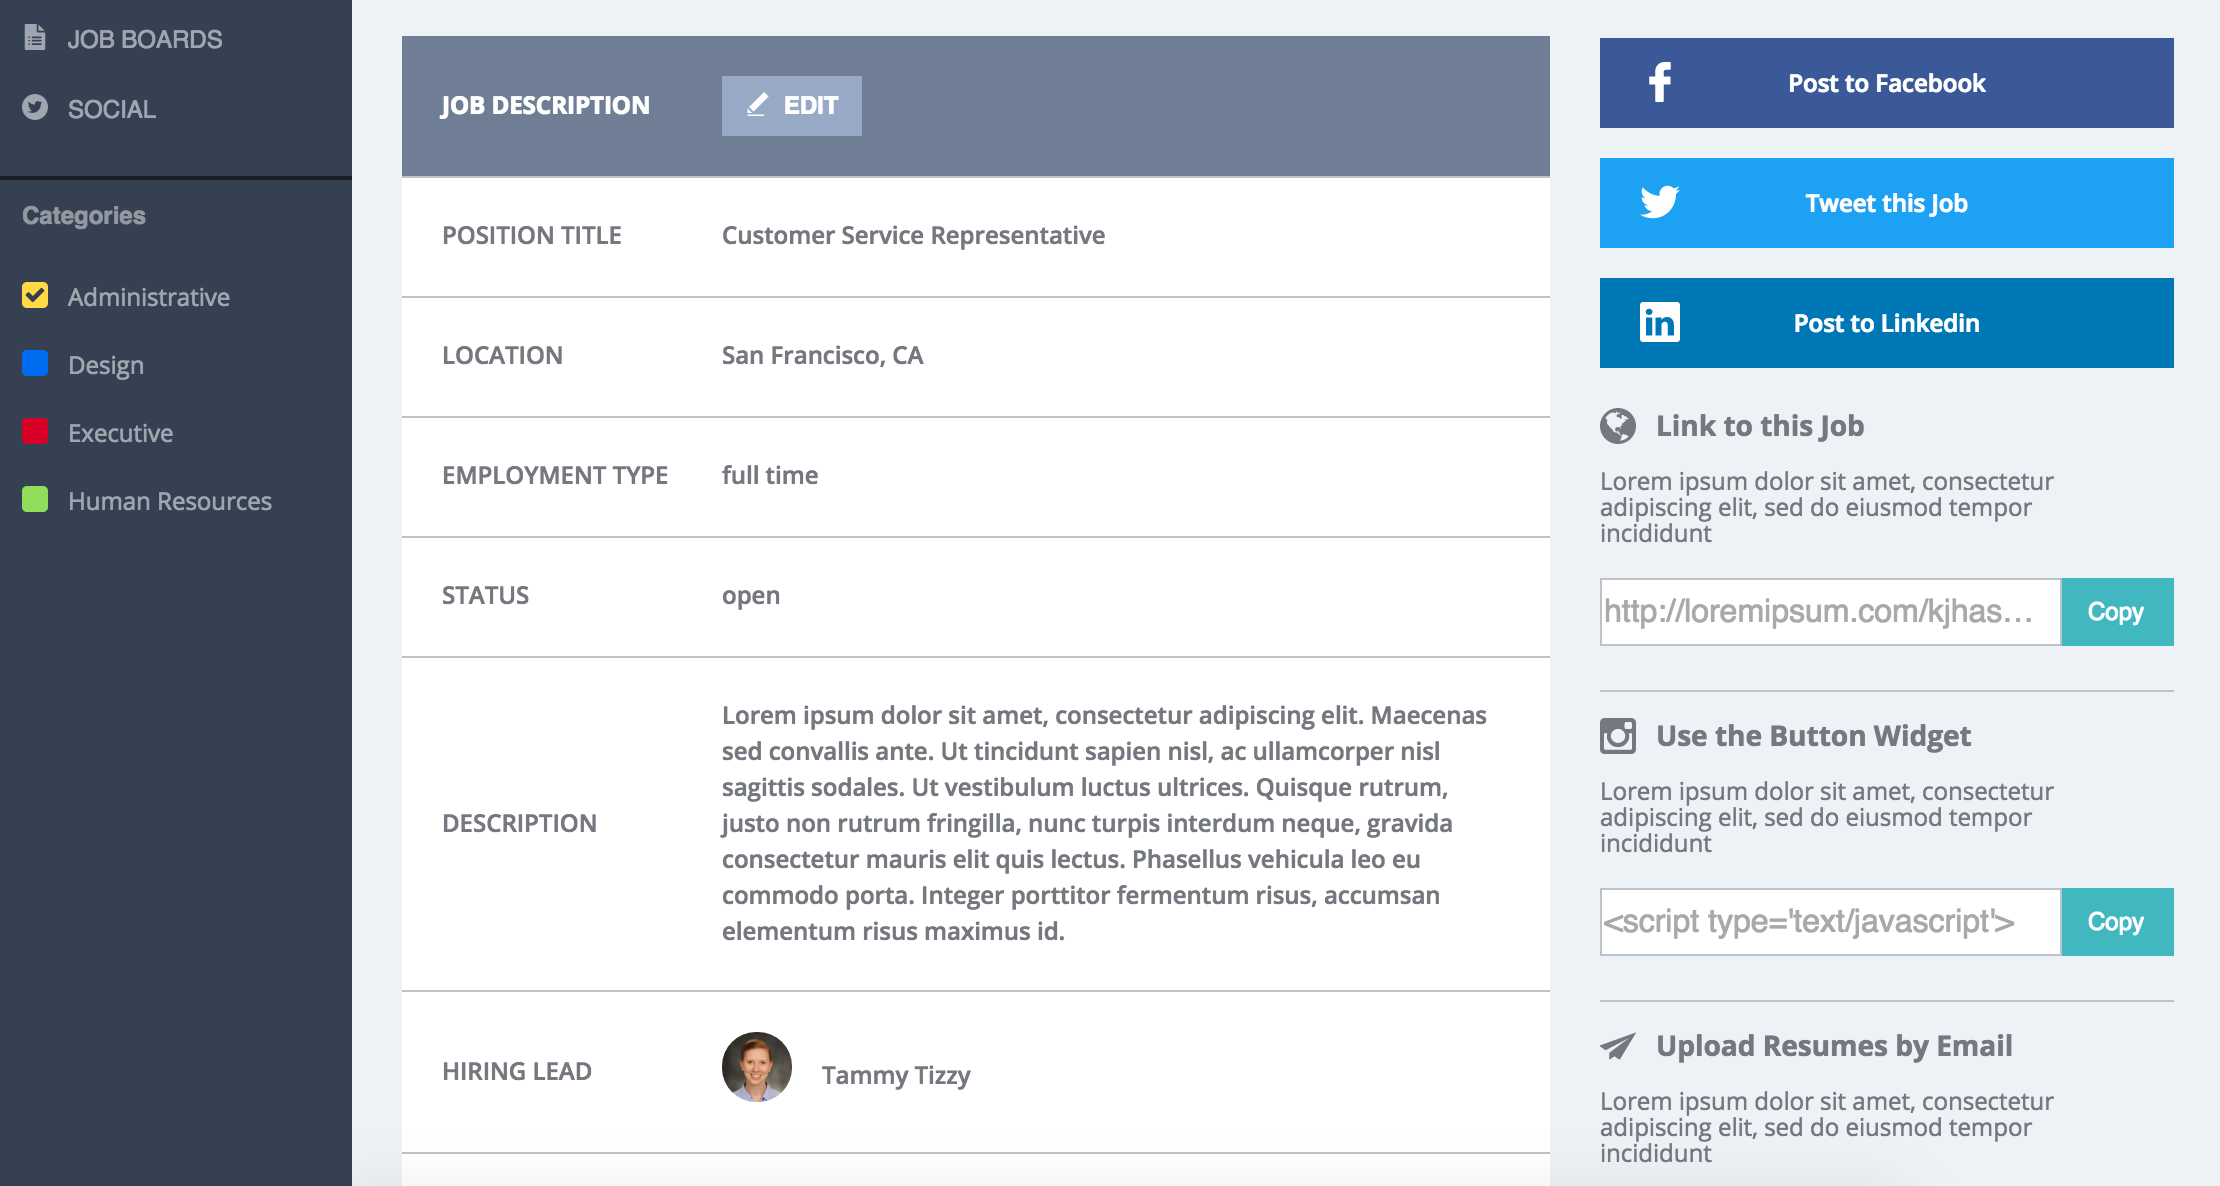 JOB BOARDS
SOCIAL
Categories
Administrative
Design
Executive
Human Resources
JOB DESCRIPTION
EDIT
POSITION TITLE
Customer Service Representative
LOCATION
San Francisco, CA
EMPLOYMENT TYPE
full time
STATUS
open
DESCRIPTION
Lorem ipsum dolor sit amet, consectetur adipiscing elit. Maecenas
sed convallis ante. Ut tincidunt sapien nisl, ac ullamcorper nisl
sagittis sodales. Ut vestibulum luctus ultrices. Quisque rutrum,
justo non rutrum fringilla, nunc turpis interdum neque, gravida
consectetur mauris elit quis lectus. Phasellus vehicula leo eu
commodo porta. Integer porttitor fermentum risus, accumsan
elementum risus maximus id.
HIRING LEAD
Tammy Tizzy
Post to Facebook
Tweet this Job
Post to Linkedin
Link to this Job
Lorem ipsum dolor sit amet, consectetur
adipiscing elit, sed do eiusmod tempor
incididunt
http://loremipsum.com/kjhas...
Copy
Use the Button Widget
Lorem ipsum dolor sit amet, consectetur
adipiscing elit, sed do eiusmod tempor
incididunt
<script type='text/javascript'>
Copy
Upload Resumes by Email
Lorem ipsum dolor sit amet, consectetur
adipiscing elit, sed do eiusmod tempor
incididunt